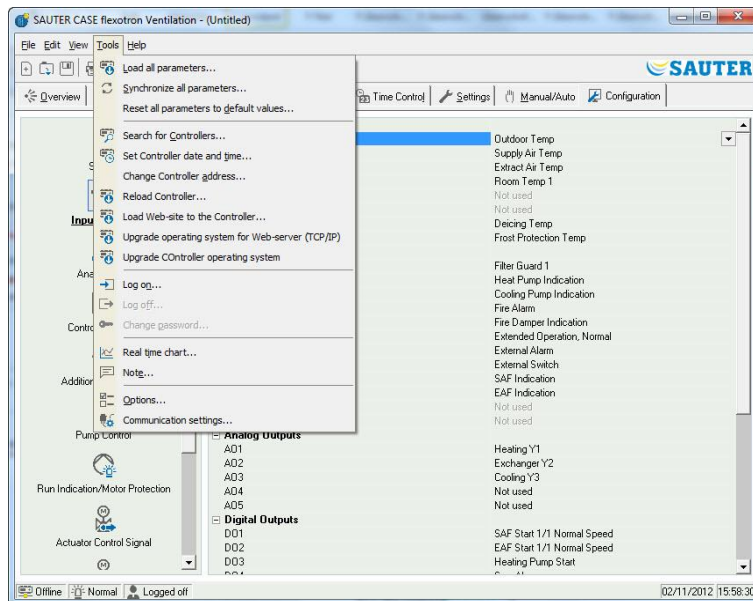 SAUTER CASE flexotron Ventilation - (Untitled)
File Edit View Tools Help
SAUTER
Overview
Time Control
Settings
Manual/Auto
Configuration
Load all parameters...
Synchronize all parameters...
Reset all parameters to default values...
Search for Controllers...
Set Controller date and time...
Change Controller address...
Reload Controller...
Load Web-site to the Controller...
Upgrade operating system for Web-server (TCP/IP)
Upgrade COntroller operating system
Log on...
Log off...
Change password...
Real time chart...
Note...
Options...
Communication settings...
Pump Control
Run Indication/Motor Protection
Actuator Control Signal
Outdoor Temp
Supply Air Temp
Extract Air Temp
Room Temp 1
Not used
Not used
Deicing Temp
Frost Protection Temp
Filter Guard 1
Heat Pump Indication
Cooling Pump Indication
Fire Alarm
Fire Damper Indication
Extended Operation, Normal
External Alarm
External Switch
SAF Indication
EAF Indication
Not used
Not used
Analog Outputs
AO1 Heating Y1
AO2 Exchanger Y2
AO3 Cooling Y3
AO4 Not used
AO5 Not used
Digital Outputs
DO1 SAF Start 1/1 Normal Speed
DO2 EAF Start 1/1 Normal Speed
DO3 Heating Pump Start
Offline Normal Logged off 02/11/2012 15:58:30